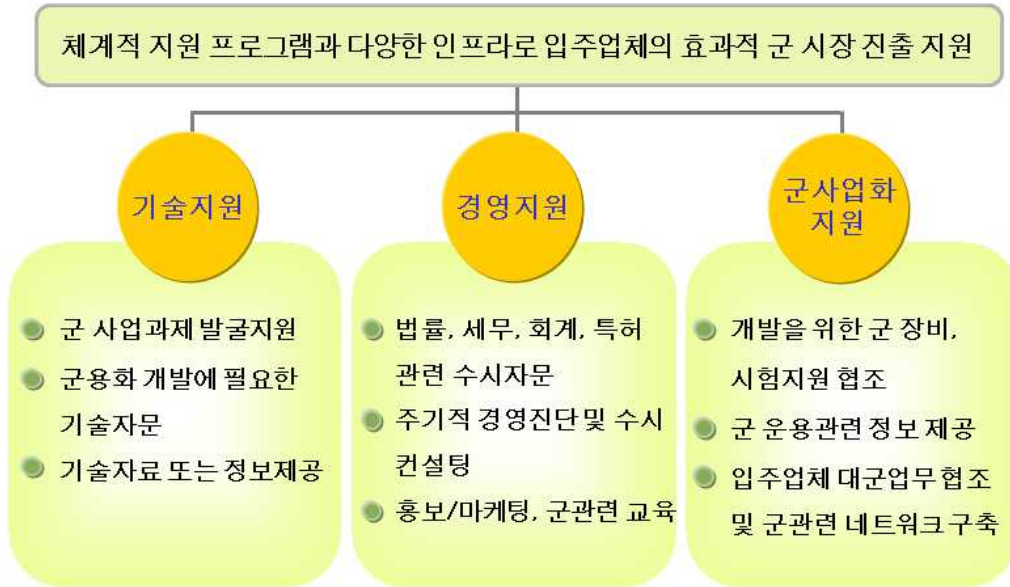 체계적 지원 프로그램과 다양한 인프라로 입주업체의 효과적 군 시장 진출 지원
기술지원
군 사업과제 발굴지원
군용화 개발에 필요한
기술자문
기술자료 또는 정보제공
경영지원
법률, 세무, 회계, 특허
관련 수시자문
주기적 경영진단 및 수시
컨설팅
홍보/마케팅, 군관련 교육
군사업화
지원
개발을 위한 군 장비,
시험지원 협조
군 운용관련 정보 제공
입주업체 대군업무 협조
및 군관련 네트워크 구축